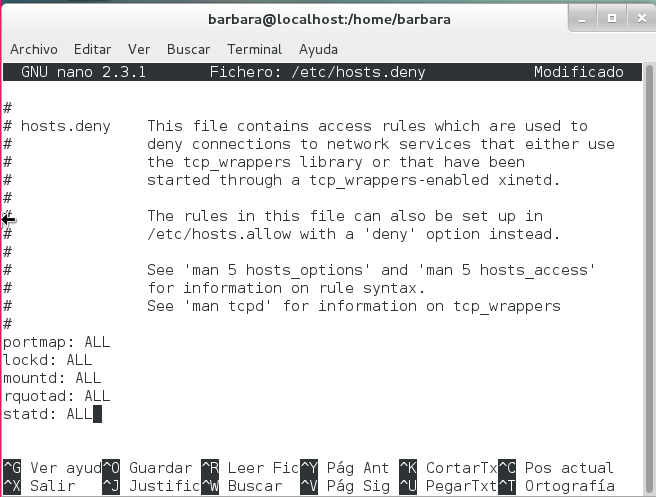 barbara@localhost:/home/barbara
Archivo Editar Ver Buscar Terminal Ayuda
GNU nano 2.3.1 Fichero: /etc/hosts.deny Modificado
#
# hosts.deny This file contains access rules which are used to
# deny connections to network services that either use
# the tcp_wrappers library or that have been
# started through a tcp_wrappers-enabled xinetd.
#
# The rules in this file can also be set up in
# /etc/hosts.allow with a 'deny' option instead.
#
# See 'man 5 hosts_options' and 'man 5 hosts_access'
# for information on rule syntax.
# See 'man tcpd' for information on tcp_wrappers
#
portmap: ALL
lockd: ALL
mountd: ALL
rquotad: ALL
statd: ALL
^G Ver ayud^O Guardar ^R Leer Fic^Y Pág Ant ^K CortarTx^C Pos actual
^X Salir ^J Justific^W Buscar ^V Pág Sig ^U PegarTxt^T Ortografía